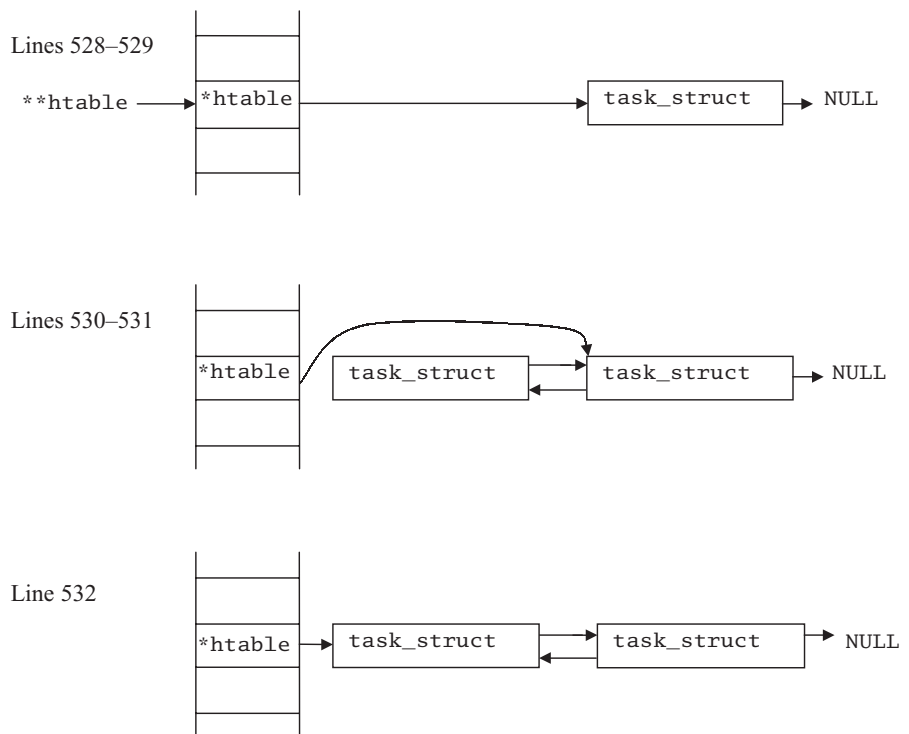 Lines 528–529
**htable
*htable
task_struct
NULL
Lines 530–531
*htable
task_struct
task_struct
NULL
Line 532
*htable
task_struct
task_struct
NULL